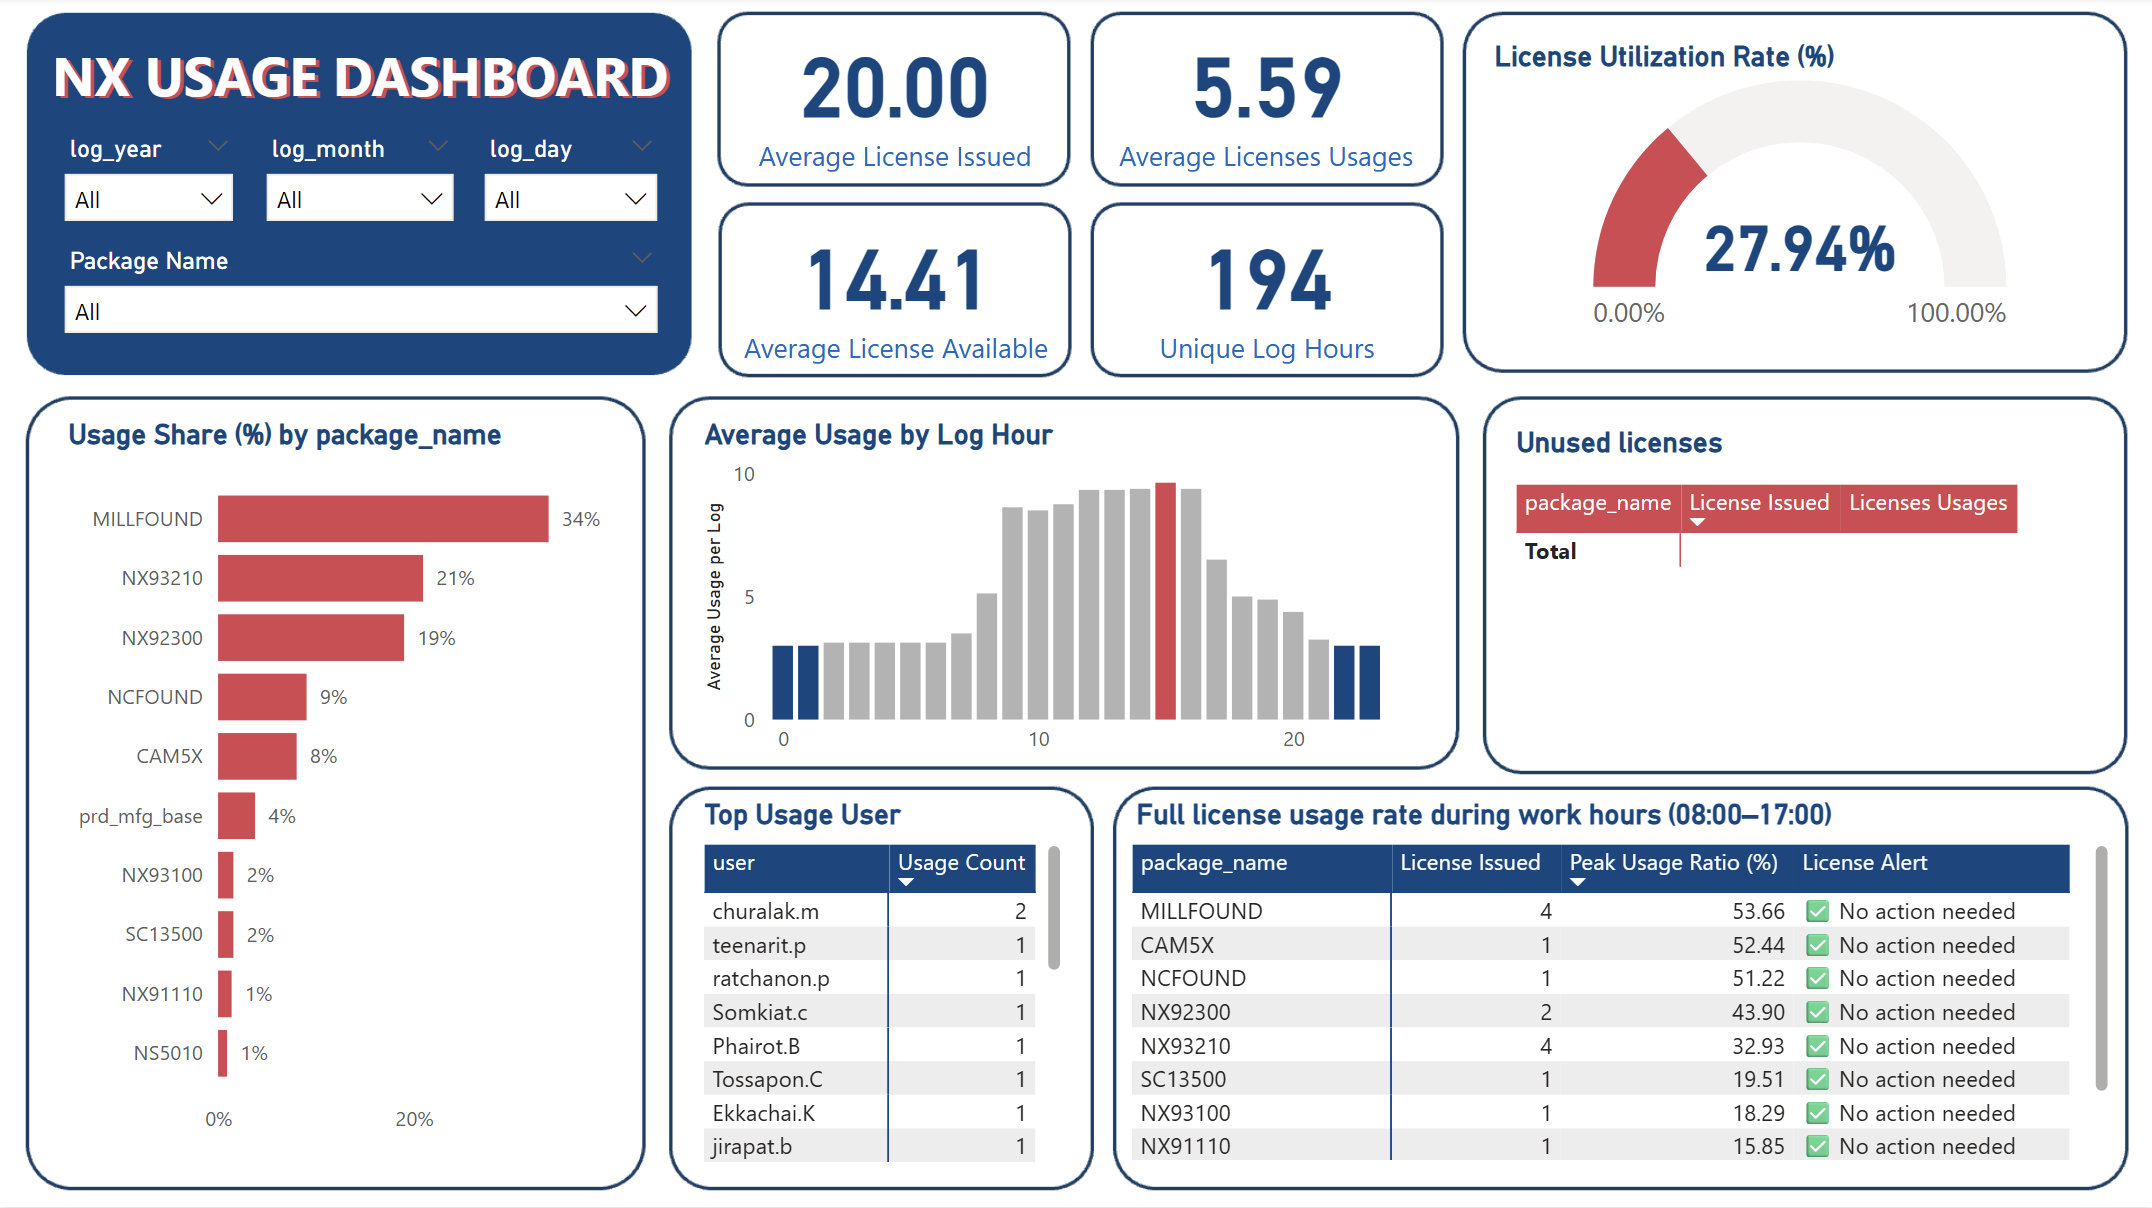 NX USAGE DASHBOARD
log_year
log_month
log_day
All
All
All
Package Name
All
20.00
Average License Issued
5.59
Average Licenses Usages
14.41
Average License Available
194
Unique Log Hours
License Utilization Rate (%)
27.94%
0.00%
100.00%
Usage Share (%) by package_name
MILLFOUND 34%
NX93210 21%
NX92300 19%
NCFOUND 9%
CAM5X 8%
prd_mfg_base 4%
NX93100 2%
SC13500 2%
NX91110 1%
NS5010 1%
0% 20%
Average Usage by Log Hour
Average Usage per Log
10
5
0
0 10 20
Unused licenses
package_name License Issued Licenses Usages
Total
Top Usage User
user Usage Count
churalak.m 2
teenarit.p 1
ratchanon.p 1
Somkiat.c 1
Phairot.B 1
Tossapon.C 1
Ekkachai.K 1
jirapat.b 1
Full license usage rate during work hours (08:00–17:00)
package_name License Issued Peak Usage Ratio (%) License Alert
MILLFOUND 4 53.66 ✅ No action needed
CAM5X 1 52.44 ✅ No action needed
NCFOUND 1 51.22 ✅ No action needed
NX92300 2 43.90 ✅ No action needed
NX93210 4 32.93 ✅ No action needed
SC13500 1 19.51 ✅ No action needed
NX93100 1 18.29 ✅ No action needed
NX91110 1 15.85 ✅ No action needed